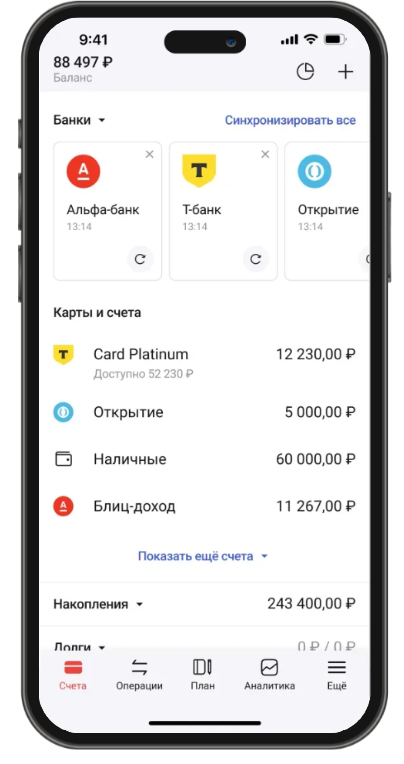 9:41
88 497 ₽
Баланс
Банки
Синхронизировать все
Альфа-банк
13:14
Т-банк
13:14
Открытие
13:14
Карты и счета
Card Platinum 12 230,00 ₽
Доступно 52 230 ₽
Открытие 5 000,00 ₽
Наличные 60 000,00 ₽
Блиц-доход 11 267,00 ₽
Показать ещё счета
Накопления 243 400,00 ₽
Долги 0 ₽ / 0 ₽
Счета
Операции
План
Аналитика
Ещё